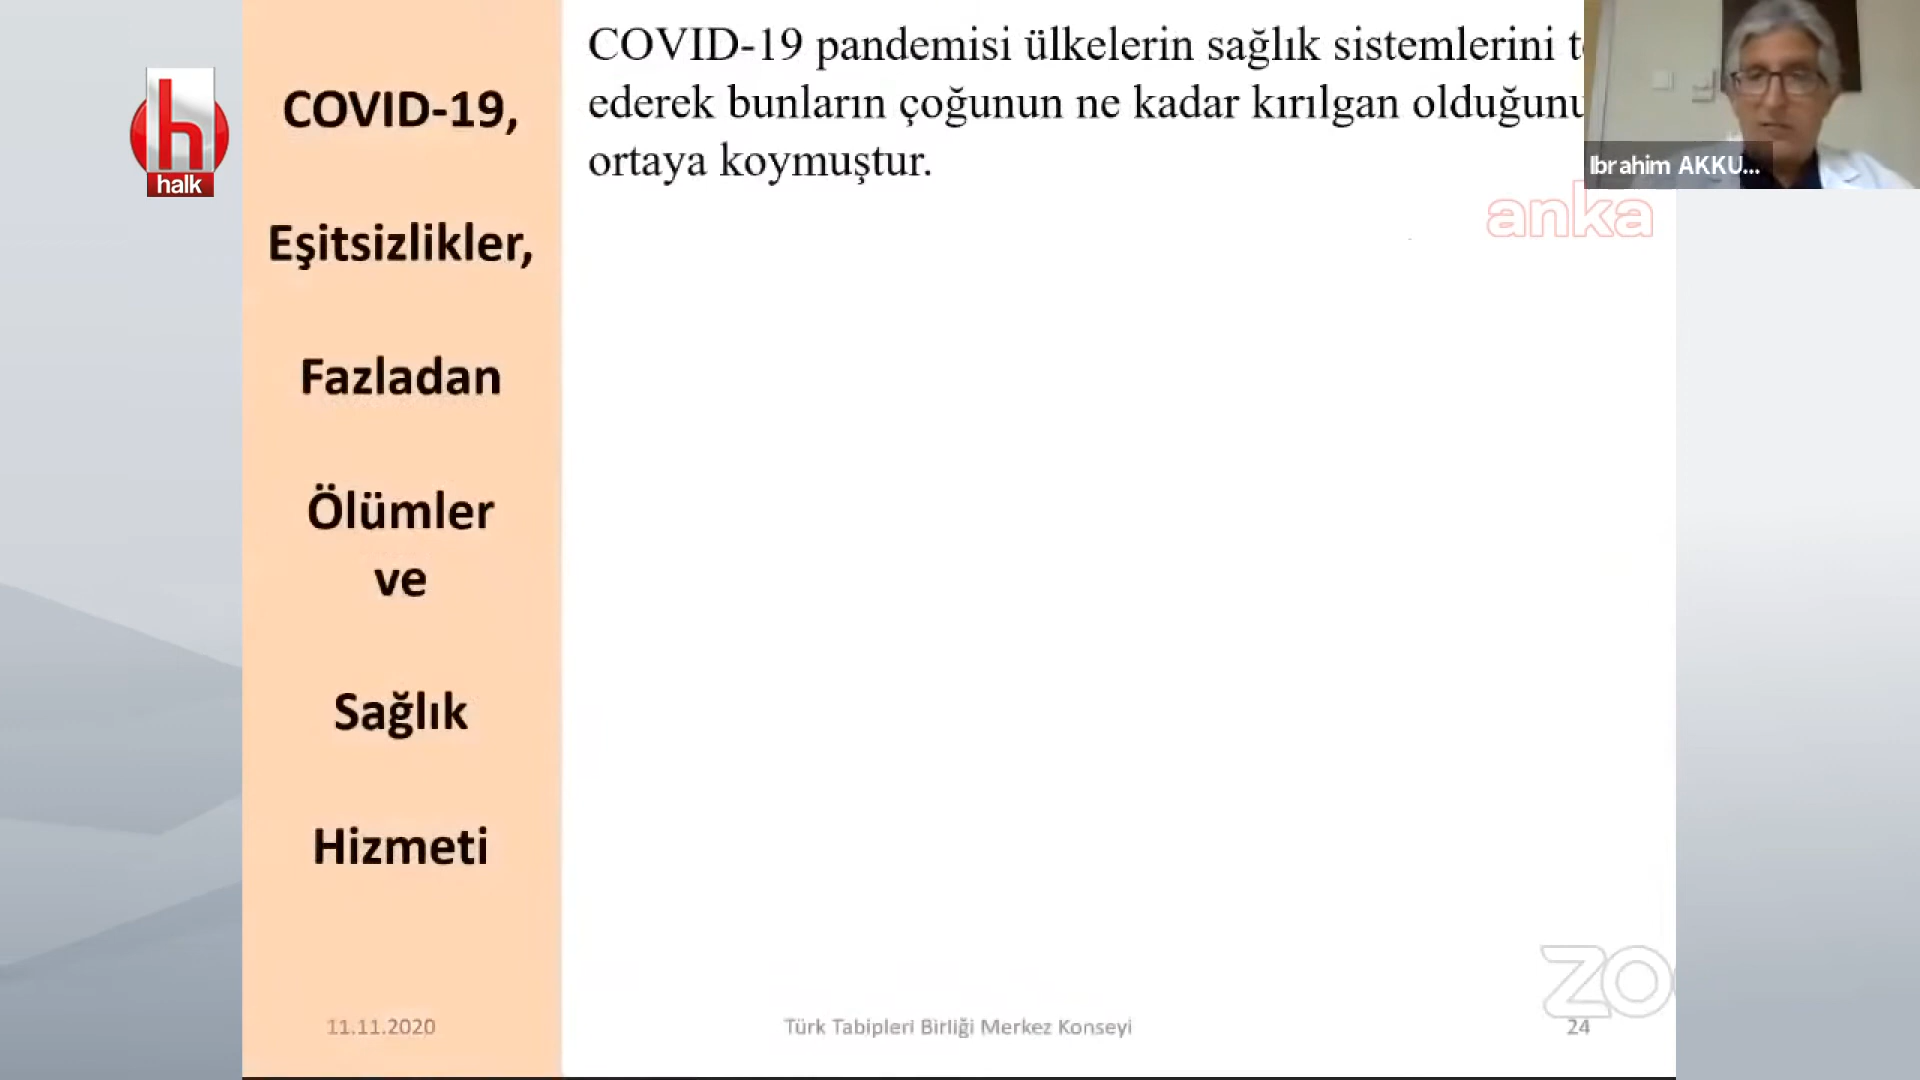 h
halk
COVID-19,
Eşitsizlikler,
Fazladan
Ölümler
ve
Sağlık
Hizmeti
COVID-19 pandemisi ülkelerin sağlık sistemlerini
ederek bunların çoğunun ne kadar kırılgan olduğunu
ortaya koymuştur.
Ibrahim AKKU...
anka
11.11.2020
Türk Tabipleri Birliği Merkez Konseyi
24